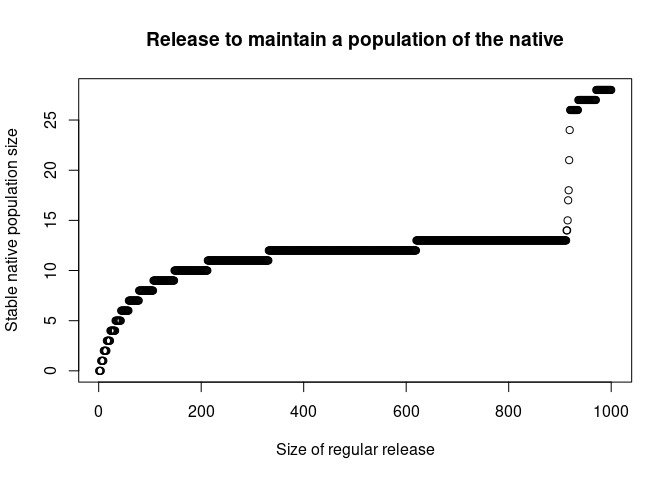 Release to maintain a population of the native
Stable native population size
25
20
15
10
5
0
0 200 400 600 800 1000
Size of regular release